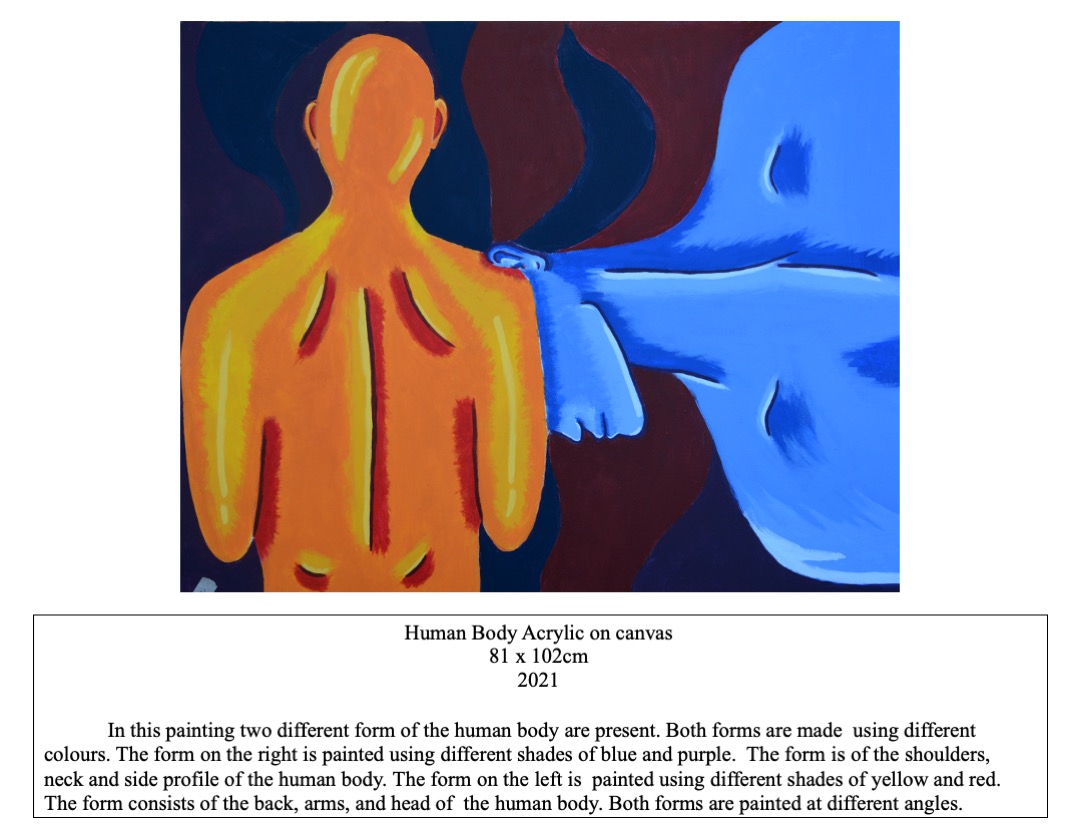 Human Body Acrylic on canvas
81 x 102cm
2021
In this painting two different form of the human body are present. Both forms are made  using different
colours. The form on the right is painted using different shades of blue and purple.  The form is of the shoulders,
neck and side profile of the human body. The form on the left is  painted using different shades of yellow and red.
The form consists of the back, arms, and head of  the human body. Both forms are painted at different angles.